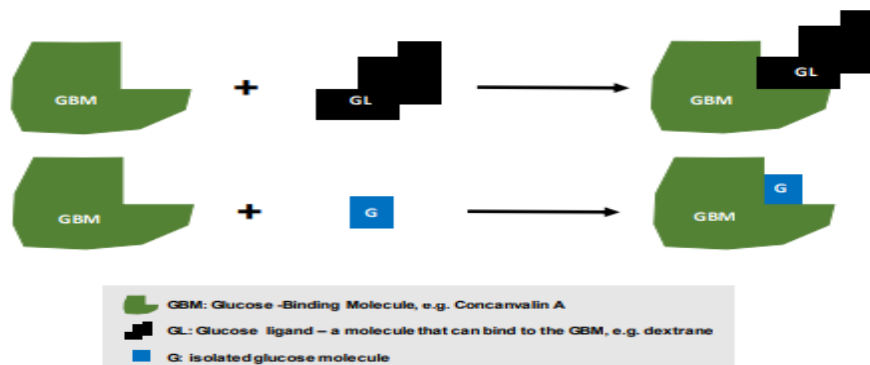 GBM + GL GBM GL
GBM + G GBM G
GBM: Glucose -Binding Molecule, e.g. Concanvalin A
GL: Glucose ligand – a molecule that can bind to the GBM, e.g. dextrane
G: isolated glucose molecule